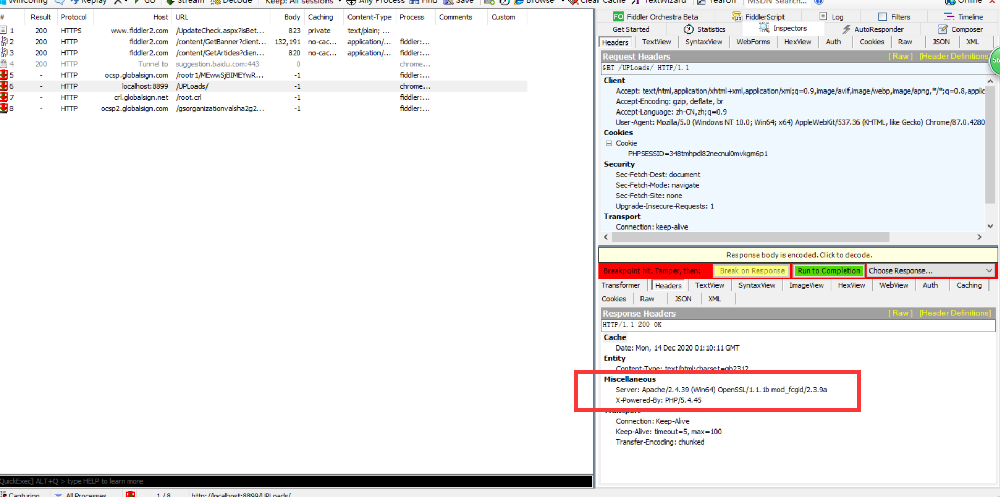 WinConfig Replay Go Stream Decode Keep: All sessions Any Process Find Save Browse Clear Cache TextWizard Tearoff MSDN Search... Online
# Result Protocol Host URL Body Caching Content-Type Process Comments Custom
1 200 HTTPS www.fiddler2.com /UpdateCheck.aspx?isBet... 823 private text/plain; ...
2 200 HTTP fiddler2.com /content/GetBanner?client... 132,191 no-cac... application/... fiddler:...
3 200 HTTP fiddler2.com /content/GetArticles?clien... 820 no-cac... application/... fiddler:...
4 200 HTTP Tunnel to suggestion.baidu.com:443 0 chrome...
5 - HTTP ocsp.globalsign.com /rootr1/MEwwSjBIMEYwR... -1 fiddler:...
6 - HTTP localhost:8899 /UPLoads/ -1 chrome...
7 - HTTP crl.globalsign.net /root.crl -1 fiddler:...
8 - HTTP ocsp2.globalsign.com /gsorganizationvalsha2g2... -1 fiddler:...
FO Fiddler Orchestra Beta FiddlerScript Log Filters Timeline
Get Started Statistics Inspectors AutoResponder Composer
Headers TextView SyntaxView WebForms HexView Auth Cookies Raw JSON XML
Request Headers [ Raw ] [Header Definitions]
56
GET /UPLoads/ HTTP/1.1
Client
Accept: text/html,application/xhtml+xml,application/xml;q=0.9,image/avif,image/webp,image/apng,*/*;q=0.8,applic
Accept-Encoding: gzip, deflate, br
Accept-Language: zh-CN,zh;q=0.9
User-Agent: Mozilla/5.0 (Windows NT 10.0; Win64; x64) AppleWebKit/537.36 (KHTML, like Gecko) Chrome/87.0.4280
Cookies
Cookie
PHPSESSID=348tmhpdl82necnul0mvkgm6p1
Security
Sec-Fetch-Dest: document
Sec-Fetch-Mode: navigate
Sec-Fetch-Site: none
Upgrade-Insecure-Requests: 1
Transport
Connection: keep-alive
Response body is encoded. Click to decode.
Breakpoint hit. Tamper, then: Break on Response Run to Completion Choose Response...
Transformer Headers TextView SyntaxView ImageView HexView WebView Auth Caching
Cookies Raw JSON XML
Response Headers [ Raw ] [Header Definitions]
HTTP/1.1 200 OK
Cache
Date: Mon, 14 Dec 2020 01:10:11 GMT
Entity
Content-Type: text/html;charset=gb2312
Miscellaneous
Server: Apache/2.4.39 (Win64) OpenSSL/1.1.1b mod_fcgid/2.3.9a
X-Powered-By: PHP/5.4.45
Transport
Connection: Keep-Alive
Keep-Alive: timeout=5, max=100
Transfer-Encoding: chunked
QuickExec] ALT+Q > type HELP to learn more
Capturing All Processes 1 / 8 http://localhost:8899/UPLoads/